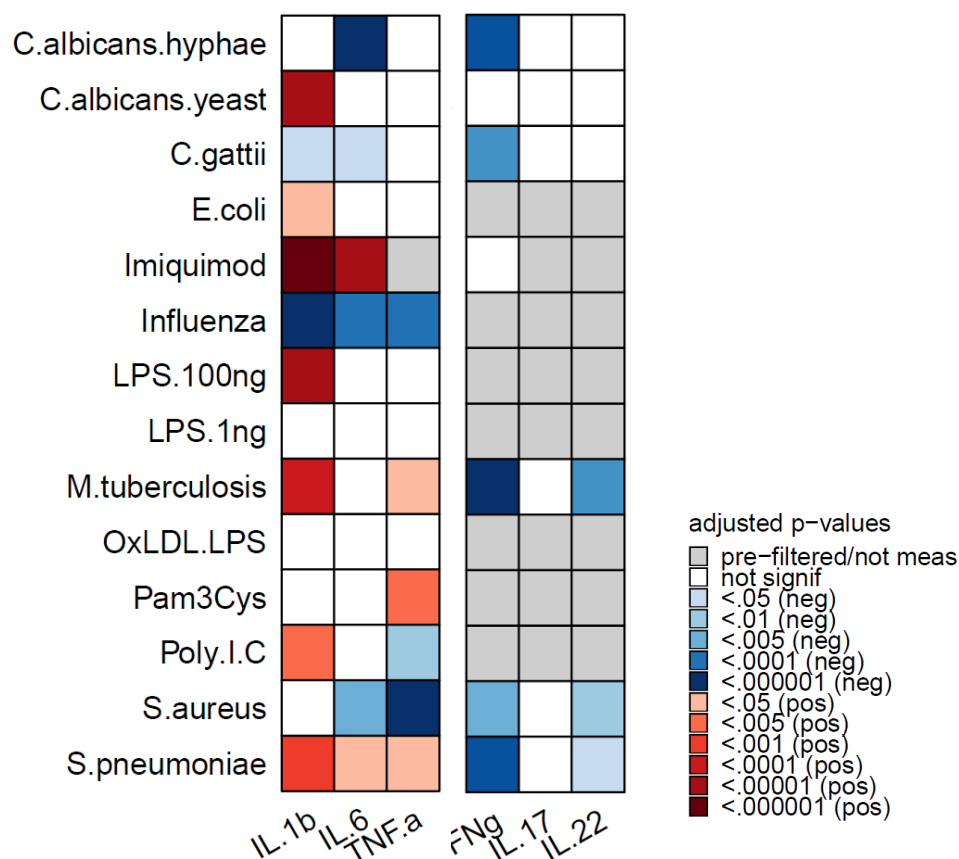 C.albicans.hyphae
C.albicans.yeast
C.gattii
E.coli
Imiquimod
Influenza
LPS.100ng
LPS.1ng
M.tuberculosis
OxLDL.LPS
Pam3Cys
Poly.I.C
S.aureus
S.pneumoniae
IL.1b
IL.6
TNF.a
FNg
IL.17
IL.22
adjusted p−values
pre−filtered/not meas
not signif
<.05 (neg)
<.01 (neg)
<.005 (neg)
<.0001 (neg)
<.000001 (neg)
<.05 (pos)
<.005 (pos)
<.001 (pos)
<.0001 (pos)
<.00001 (pos)
<.000001 (pos)